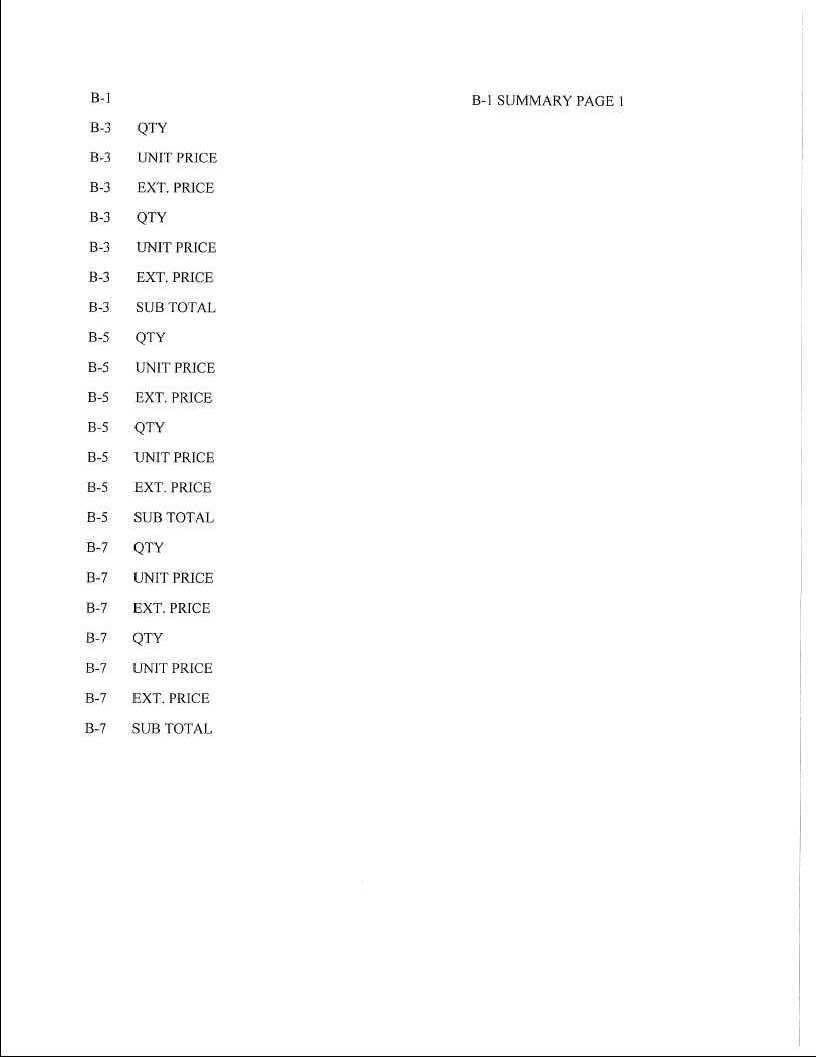 B-1 B-1 SUMMARY PAGE 1
B-3 QTY
B-3 UNIT PRICE
B-3 EXT. PRICE
B-3 QTY
B-3 UNIT PRICE
B-3 EXT. PRICE
B-3 SUB TOTAL
B-5 QTY
B-5 UNIT PRICE
B-5 EXT. PRICE
B-5 QTY
B-5 UNIT PRICE
B-5 EXT. PRICE
B-5 SUB TOTAL
B-7 QTY
B-7 UNIT PRICE
B-7 EXT. PRICE
B-7 QTY
B-7 UNIT PRICE
B-7 EXT. PRICE
B-7 SUB TOTAL